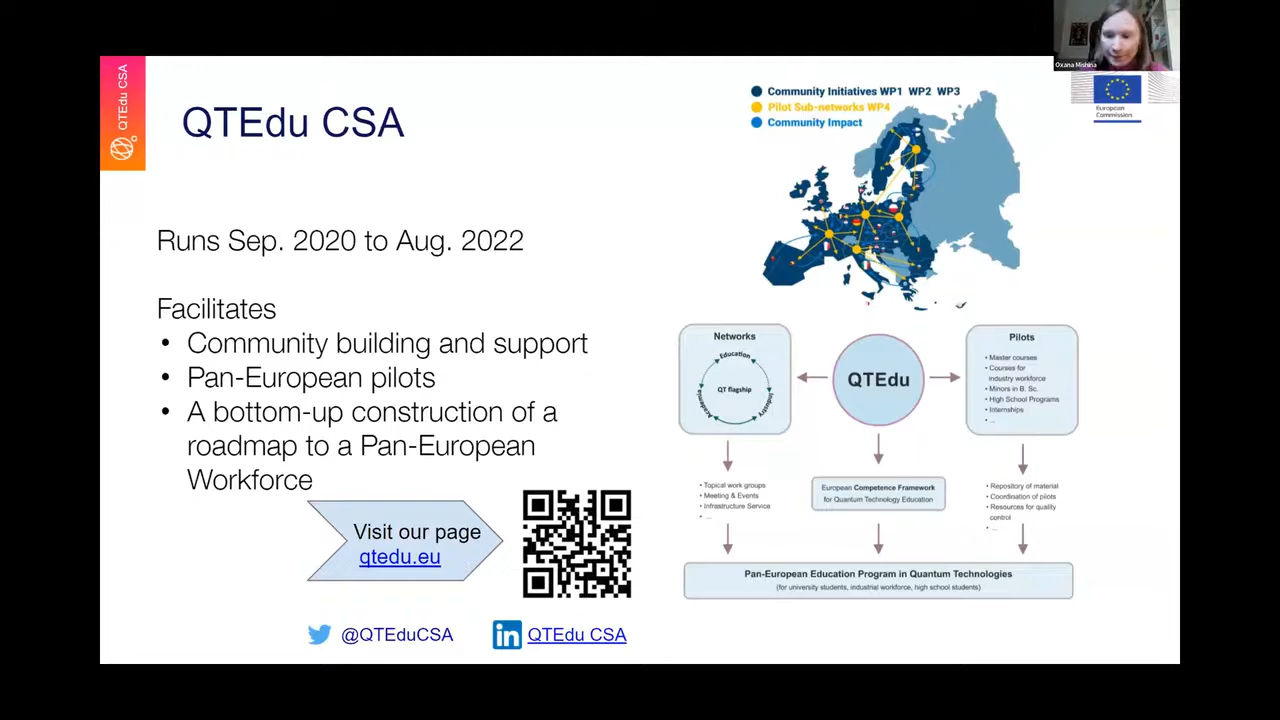 Oxana Mishina
QTEdu CSA
QTEdu CSA
European
Commission
Community Initiatives WP1 WP2 WP3
Pilot Sub-networks WP4
Community Impact
Runs Sep. 2020 to Aug. 2022
Facilitates
• Community building and support
• Pan-European pilots
• A bottom-up construction of a
roadmap to a Pan-European
Workforce
Visit our page
qtedu.eu
@QTEduCSA
in QTEdu CSA
Networks
Education
QT flagship
Academia
Industry
QTEdu
Pilots
• Master courses
• Courses for
industry workforce
• Minors in B. Sc.
• High School Programs
• Internships
• ...
• Topical work groups
• Meeting & Events
• Infrastructure Service
• ...
European Competence Framework
for Quantum Technology Education
• Repository of material
• Coordination of pilots
• Resources for quality
control
• ...
Pan-European Education Program in Quantum Technologies
(for university students, industrial workforce, high school students)